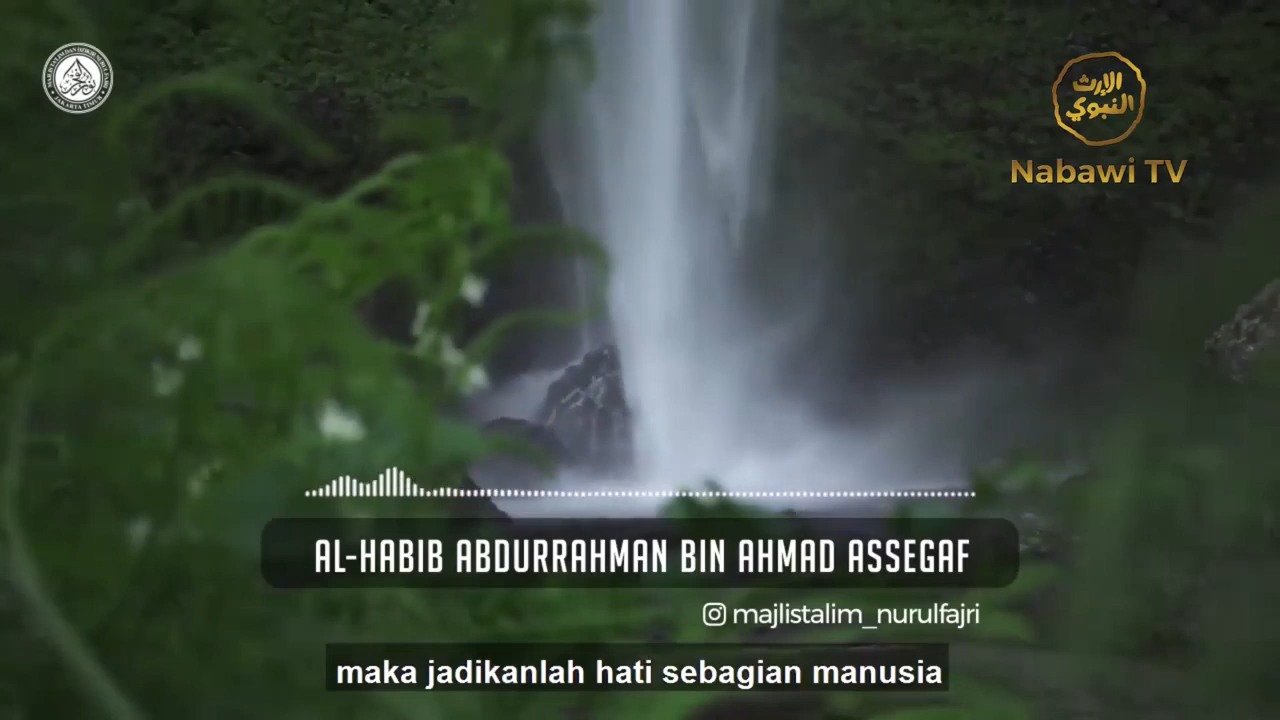 الإرث
النبوي
Nabawi TV
AL-HABIB ABDURRAHMAN BIN AHMAD ASSEGAF
majlistalim_nurulfajri
maka jadikanlah hati sebagian manusia